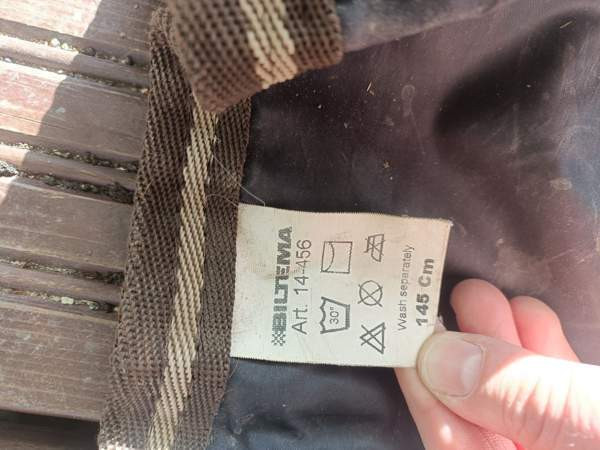 BILTEMA
Art. 14-456
30°
Wash separately
145 Cm